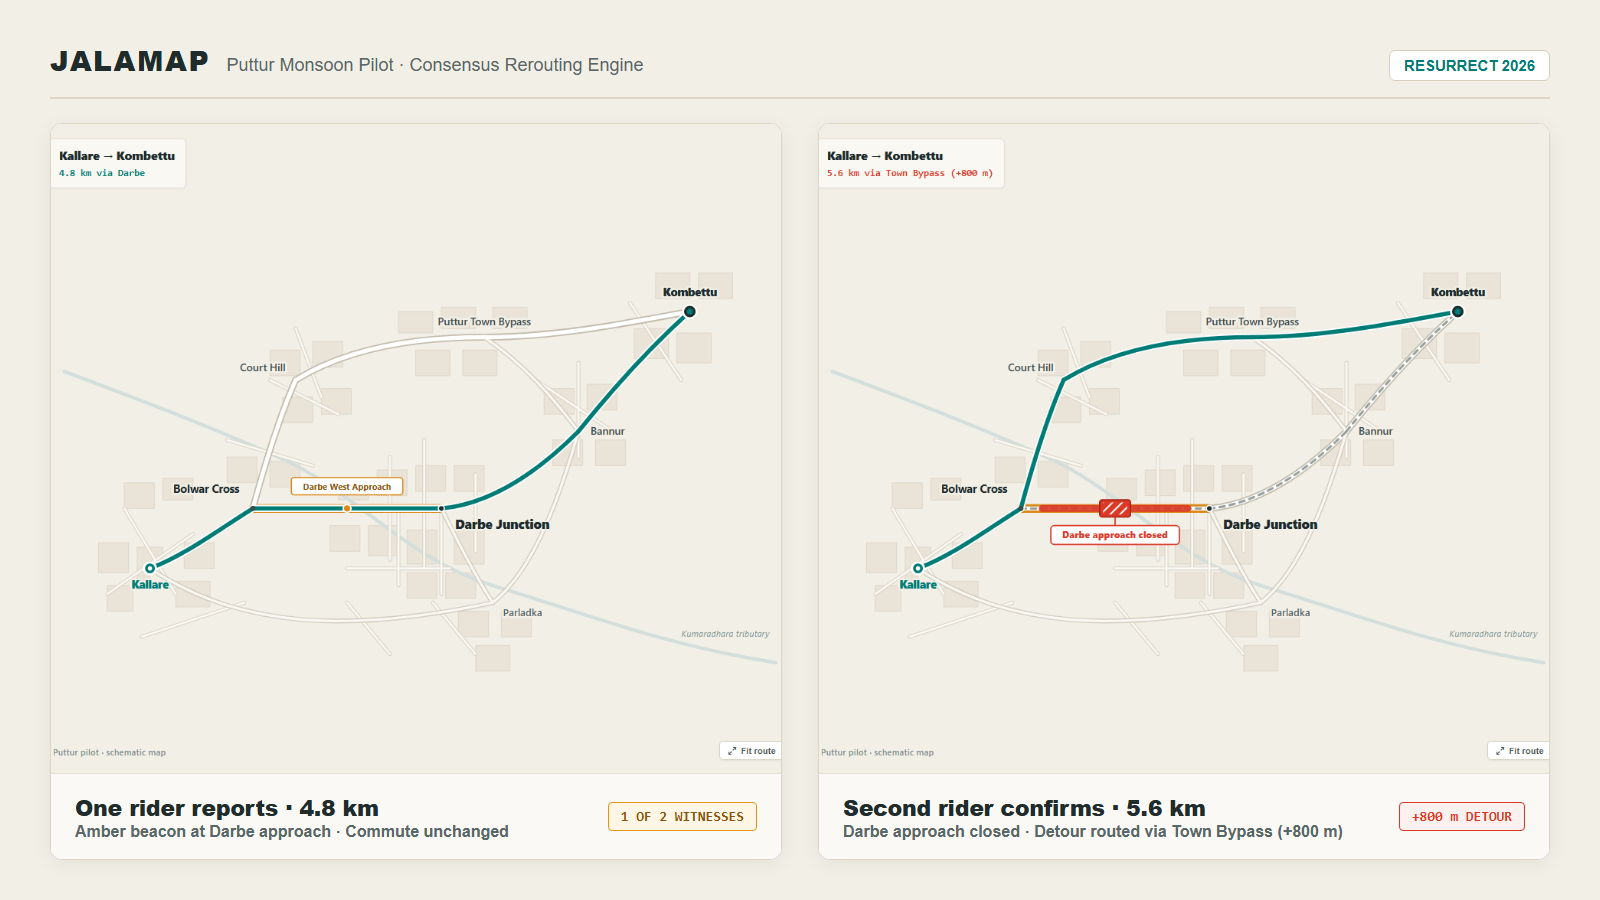 JALAMAP Puttur Monsoon Pilot · Consensus Rerouting Engine
RESURRECT 2026
Kallare → Kombettu
4.8 km via Darbe
Kombettu
Puttur Town Bypass
Court Hill
Bannur
Bolwar Cross
Darbe West Approach
Darbe Junction
Kallare
Parladka
Kumaradhara tributary
Puttur pilot · schematic map
Fit route
One rider reports · 4.8 km
Amber beacon at Darbe approach · Commute unchanged
1 OF 2 WITNESSES
Kallare → Kombettu
5.6 km via Town Bypass (+800 m)
Kombettu
Puttur Town Bypass
Court Hill
Bannur
Bolwar Cross
Darbe Junction
Darbe approach closed
Kallare
Parladka
Kumaradhara tributary
Puttur pilot · schematic map
Fit route
Second rider confirms · 5.6 km
Darbe approach closed · Detour routed via Town Bypass (+800 m)
+800 m DETOUR